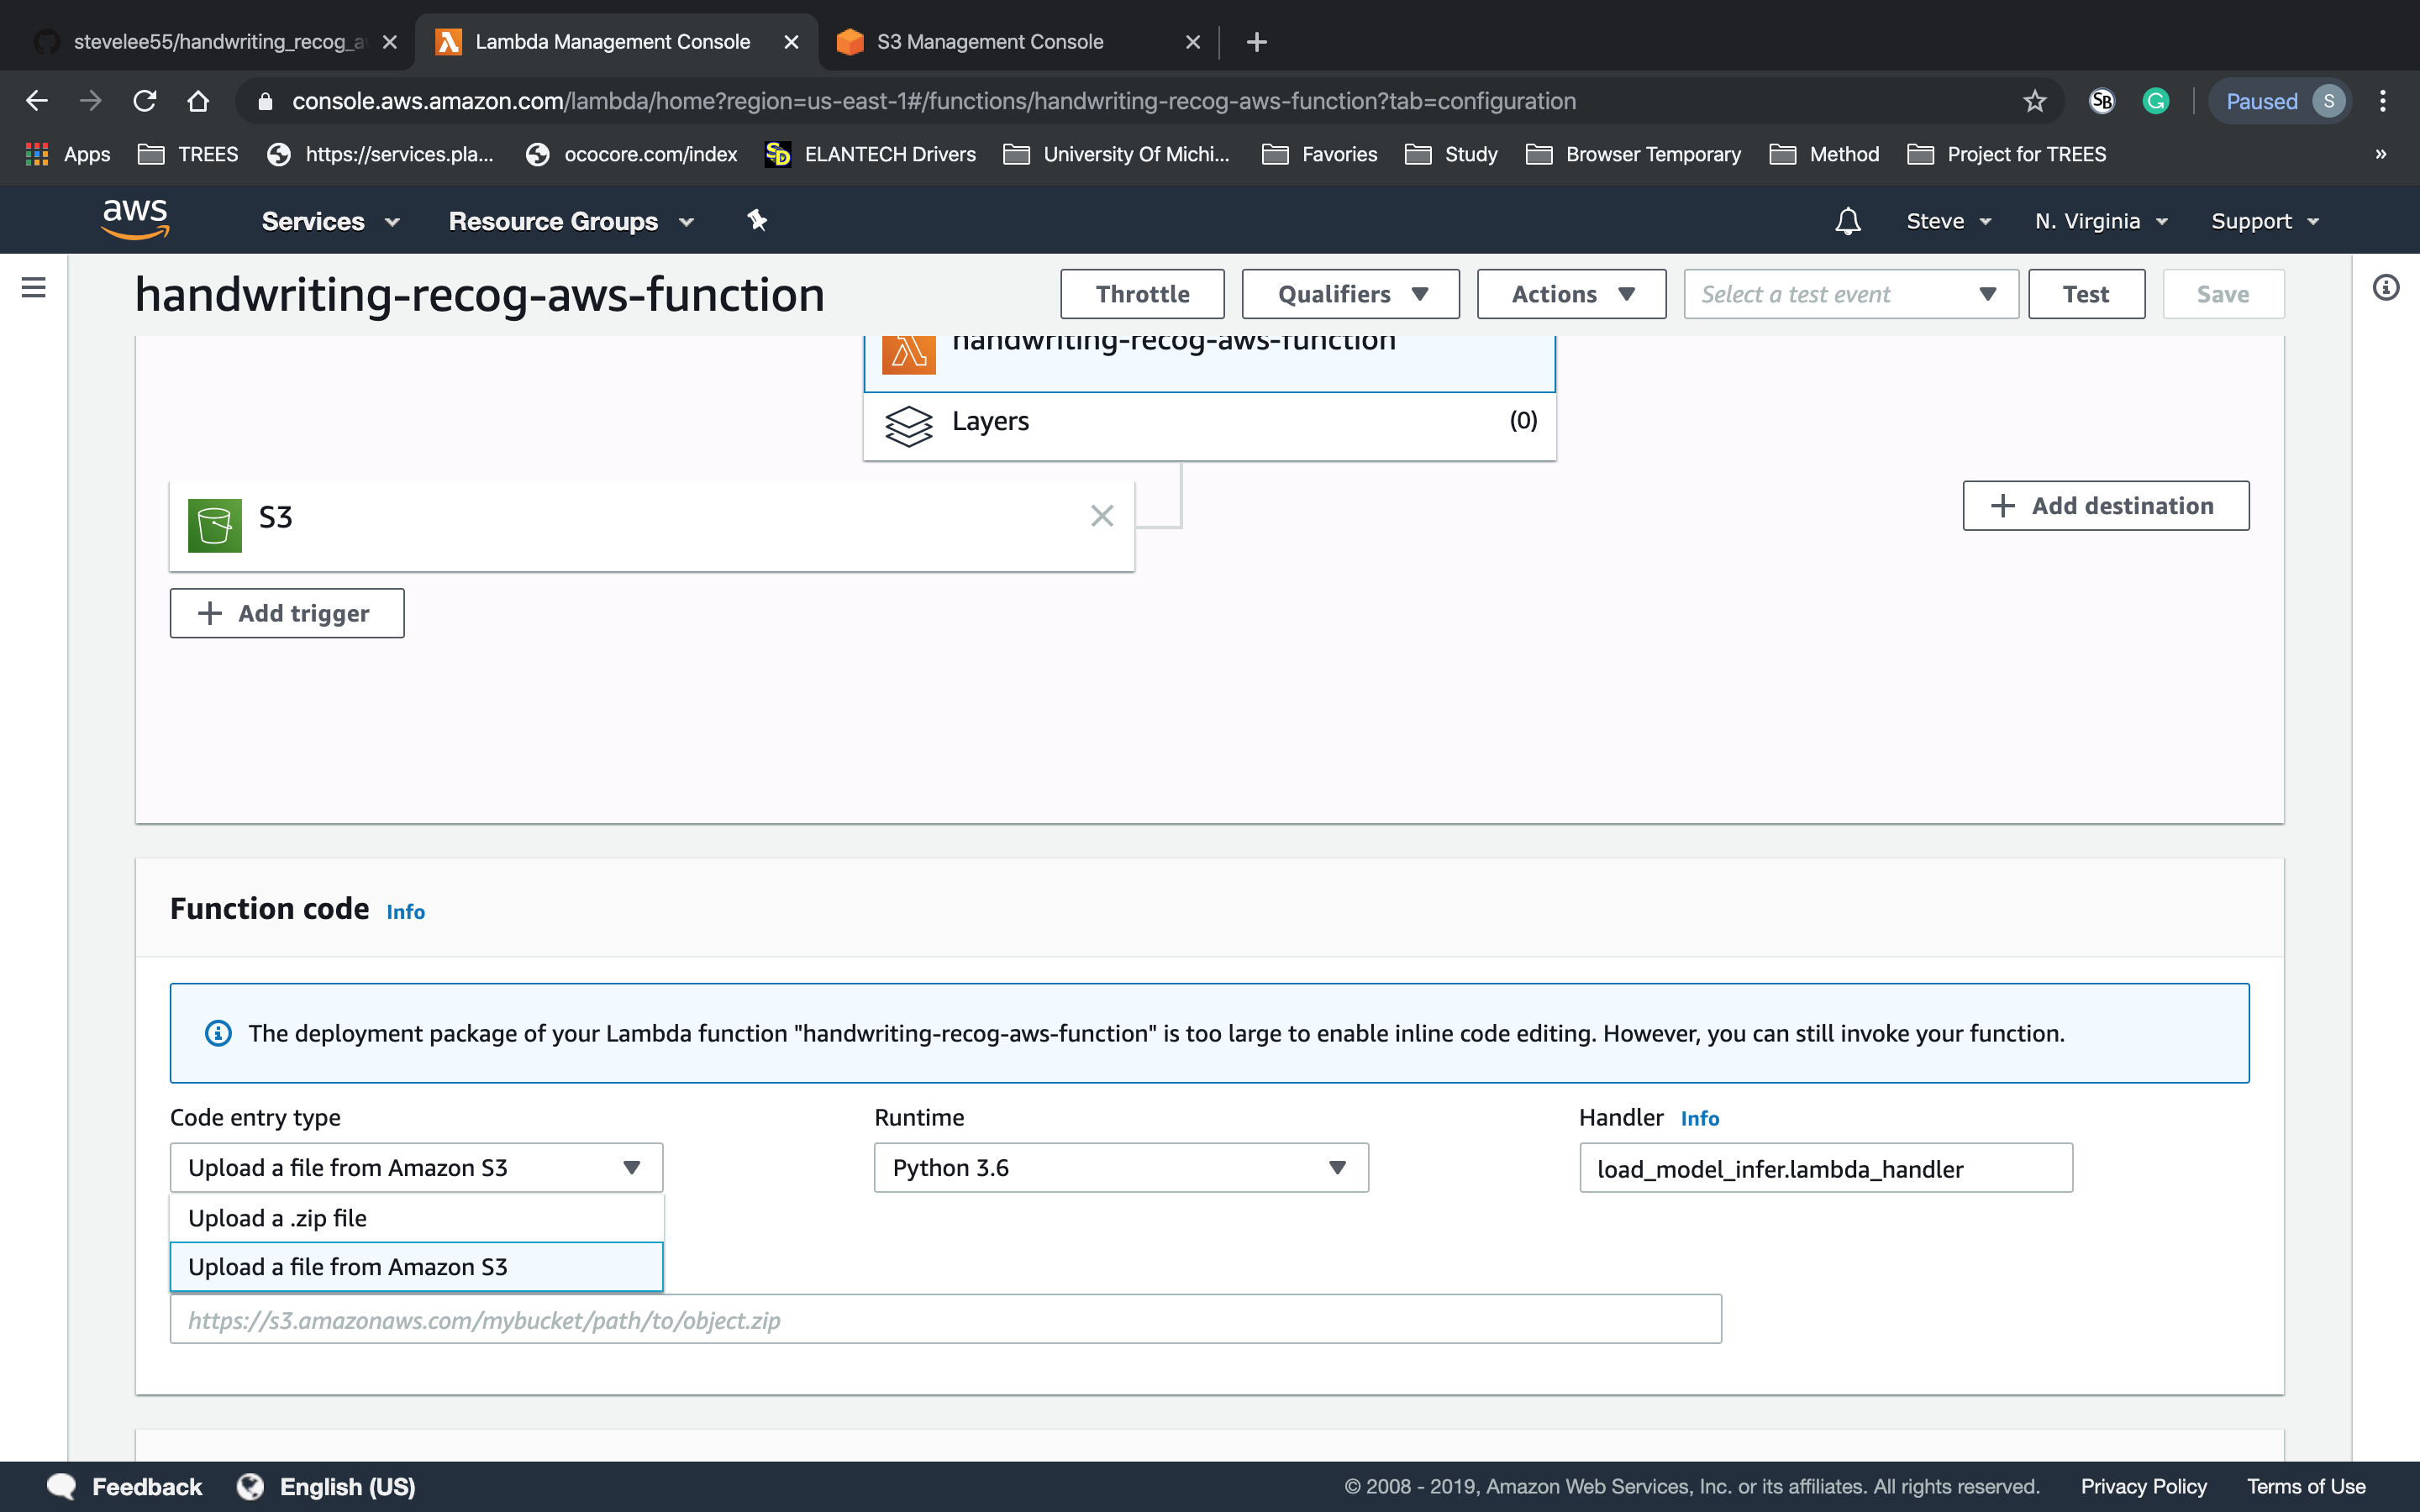 stevelee55/handwriting_recog_a
Lambda Management Console
S3 Management Console
console.aws.amazon.com/lambda/home?region=us-east-1#/functions/handwriting-recog-aws-function?tab=configuration
SB
G
Paused
S
Apps
TREES
https://services.pla...
ococore.com/index
SD
ELANTECH Drivers
University Of Michi...
Favories
Study
Browser Temporary
Method
Project for TREES
»
aws
Services
Resource Groups
Steve
N. Virginia
Support
handwriting-recog-aws-function
Throttle
Qualifiers
Actions
Select a test event
Test
Save
handwriting-recog-aws-function
Layers
(0)
S3
Add destination
Add trigger
Function code Info
The deployment package of your Lambda function "handwriting-recog-aws-function" is too large to enable inline code editing. However, you can still invoke your function.
Code entry type
Runtime
Handler Info
Upload a file from Amazon S3
Python 3.6
load_model_infer.lambda_handler
Upload a .zip file
Upload a file from Amazon S3
https://s3.amazonaws.com/mybucket/path/to/object.zip
Feedback
English (US)
© 2008 - 2019, Amazon Web Services, Inc. or its affiliates. All rights reserved.
Privacy Policy
Terms of Use